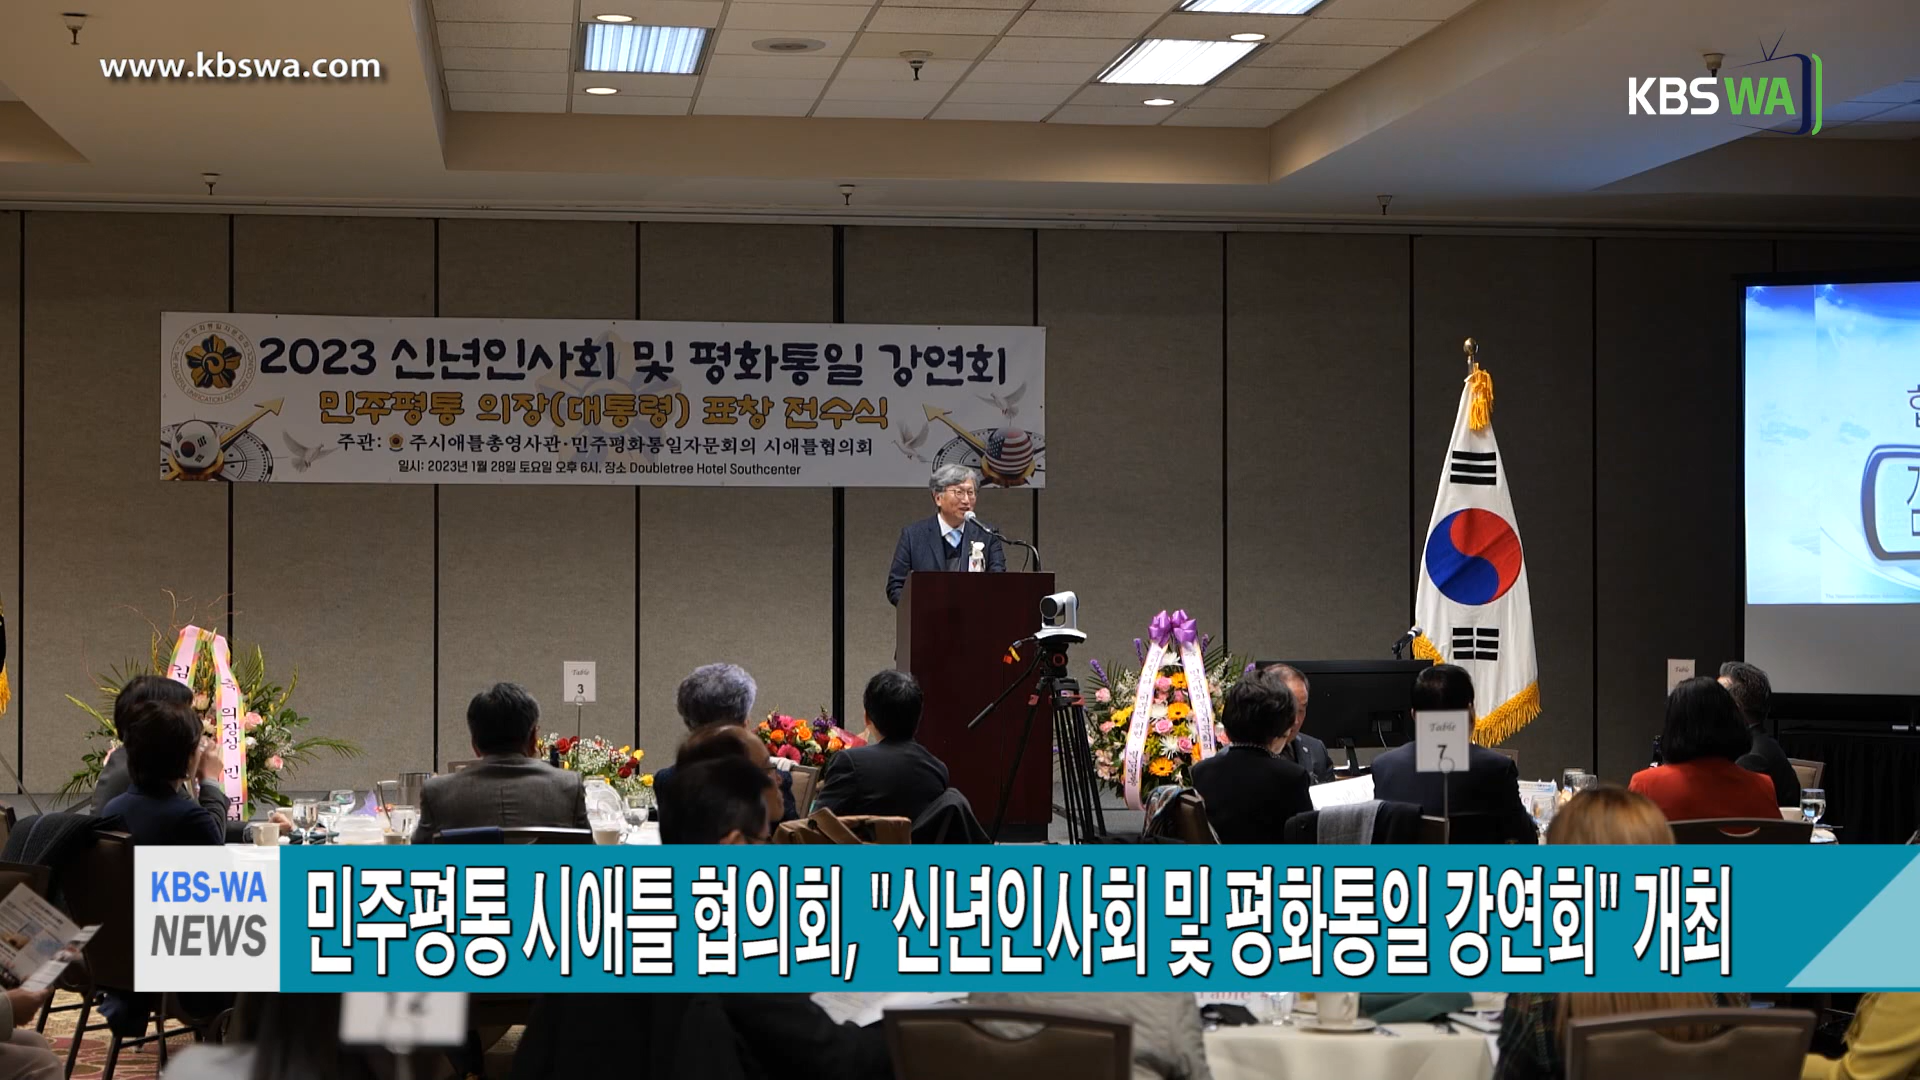 www.kbswa.com
KBS WA
2023 신년인사회 및 평화통일 강연회
민주평통 의장(대통령) 표창 전수식
주관: 주시애틀총영사관·민주평화통일자문회의 시애틀협의회
일시: 2023년 1월 28일 토요일 오후 6시, 장소 Doubletree Hotel Southcenter
Table
3
Table
7
Table
KBS-WA
NEWS
민주평통 시애틀 협의회, "신년인사회 및 평화통일 강연회" 개최